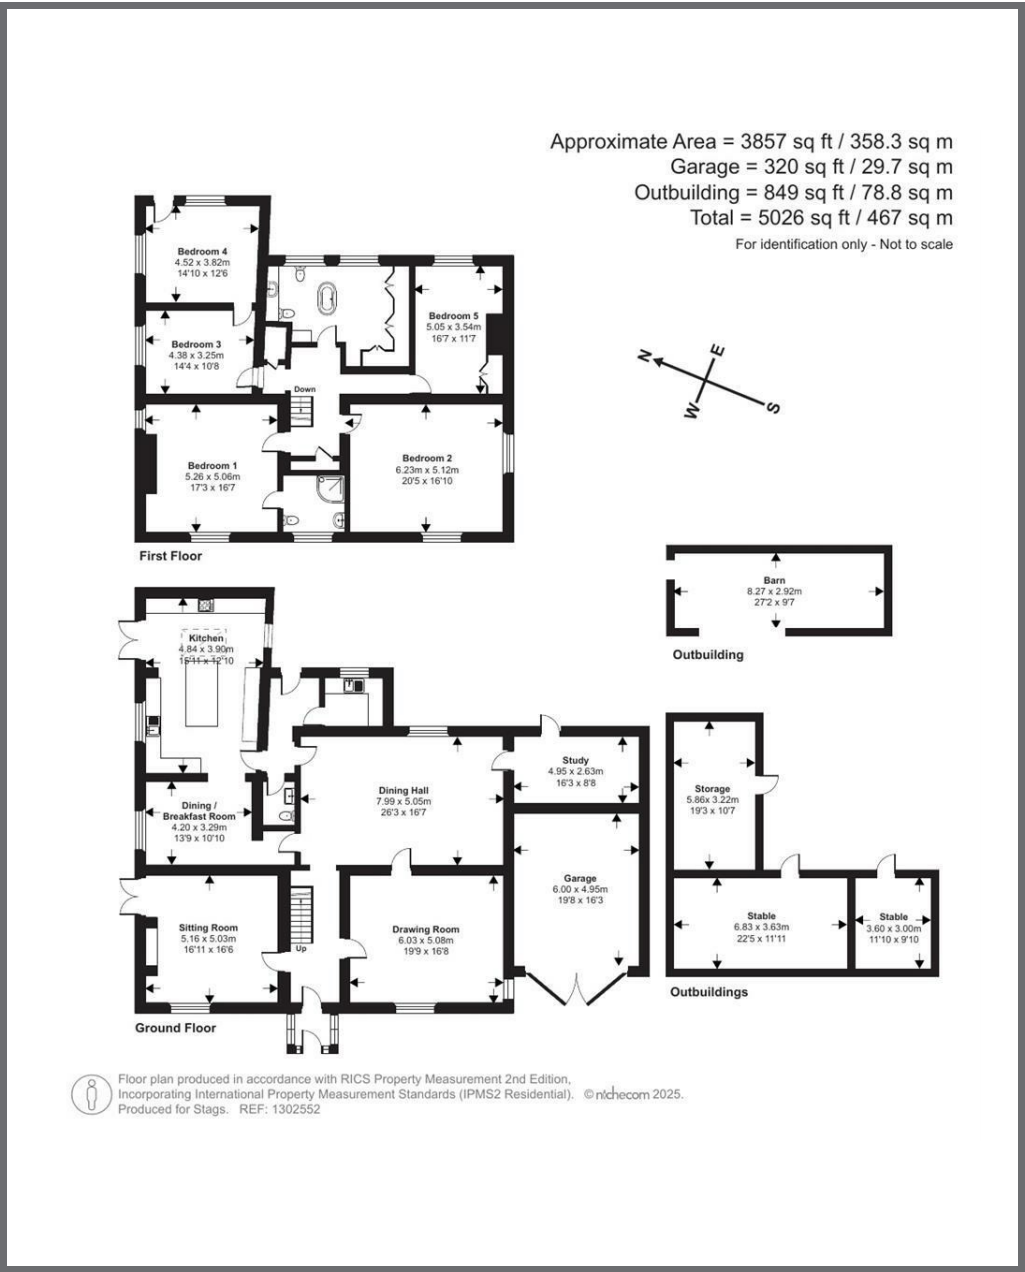 Approximate Area = 3857 sq ft / 358.3 sq m
Garage = 320 sq ft / 29.7 sq m
Outbuilding = 849 sq ft / 78.8 sq m
Total = 5026 sq ft / 467 sq m
For identification only - Not to scale
Bedroom 4
4.52 x 3.82m
14'10 x 12'6
Bedroom 3
4.38 x 3.25m
14'4 x 10'8
Bedroom 5
5.05 x 3.54m
16'7 x 11'7
Down
Bedroom 1
5.26 x 5.06m
17'3 x 16'7
Bedroom 2
6.23m x 5.12m
20'5 x 16'10
First Floor
N
E
W
S
Barn
8.27 x 2.92m
27'2 x 9'7
Outbuilding
Kitchen
4.84 x 3.90m
15'11 x 12'10
Dining /
Breakfast Room
4.20 x 3.29m
13'9 x 10'10
Dining Hall
7.99 x 5.05m
26'3 x 16'7
Study
4.95 x 2.63m
16'3 x 8'8
Garage
6.00 x 4.95m
19'8 x 16'3
Sitting Room
5.16 x 5.03m
16'11 x 16'6
Up
Drawing Room
6.03 x 5.08m
19'9 x 16'8
Ground Floor
Storage
5.86x 3.22m
19'3 x 10'7
Stable
6.83 x 3.63m
22'5 x 11'11
Stable
3.60 x 3.00m
11'10 x 9'10
Outbuildings
Floor plan produced in accordance with RICS Property Measurement 2nd Edition,
Incorporating International Property Measurement Standards (IPMS2 Residential). © nichecom 2025.
Produced for Stags. REF: 1302552